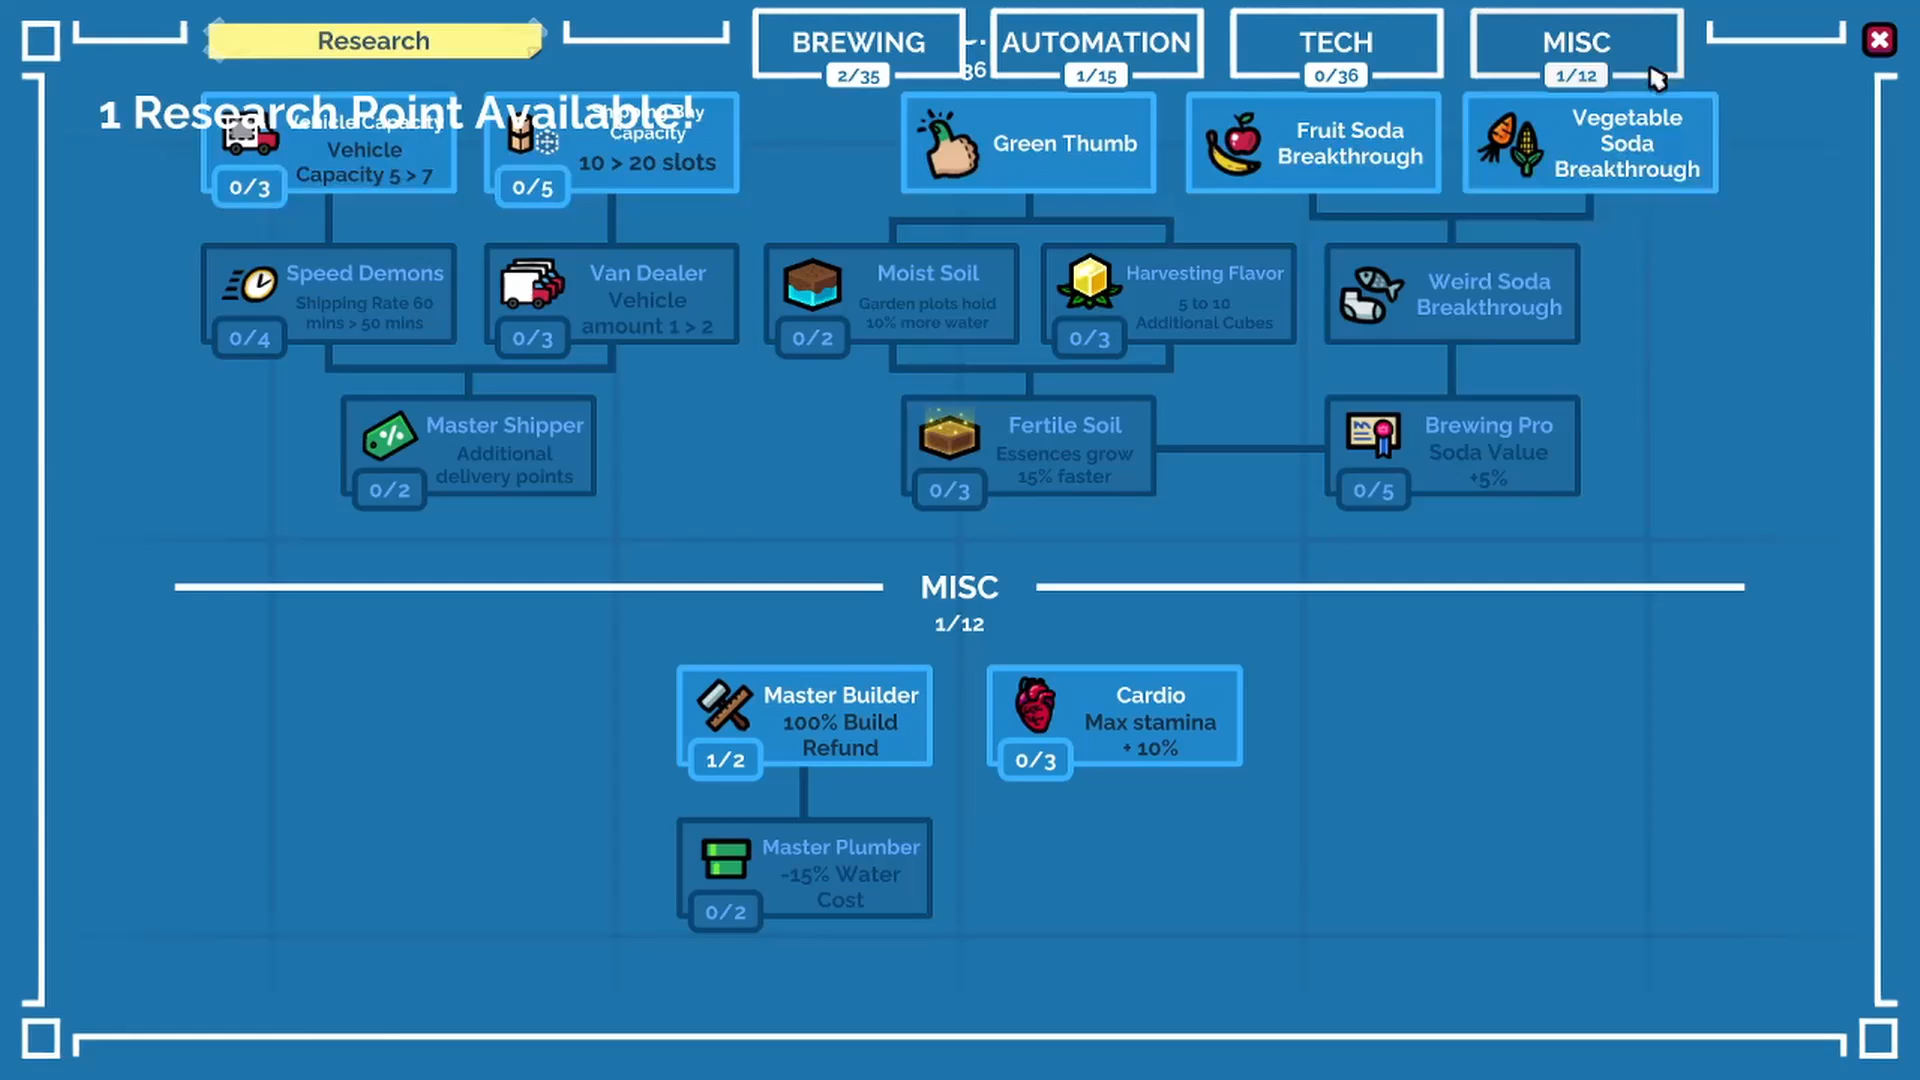 Research
BREWING
2/35
AUTOMATION
1/15
TECH
0/36
MISC
1/12
36
1 Research Point Available!
Vehicle Capacity
Vehicle
Capacity 5 > 7
0/3
Shipping Bay
Capacity
10 > 20 slots
0/5
Green Thumb
Fruit Soda
Breakthrough
Vegetable
Soda
Breakthrough
Speed Demons
Shipping Rate 60
mins > 50 mins
0/4
Van Dealer
Vehicle
amount 1 > 2
0/3
Moist Soil
Garden plots hold
10% more water
0/2
Harvesting Flavor
5 to 10
Additional Cubes
0/3
Weird Soda
Breakthrough
Master Shipper
Additional
delivery points
0/2
Fertile Soil
Essences grow
15% faster
0/3
Brewing Pro
Soda Value
+5%
0/5
MISC
1/12
Master Builder
100% Build
Refund
1/2
Cardio
Max stamina
+ 10%
0/3
Master Plumber
-15% Water
Cost
0/2